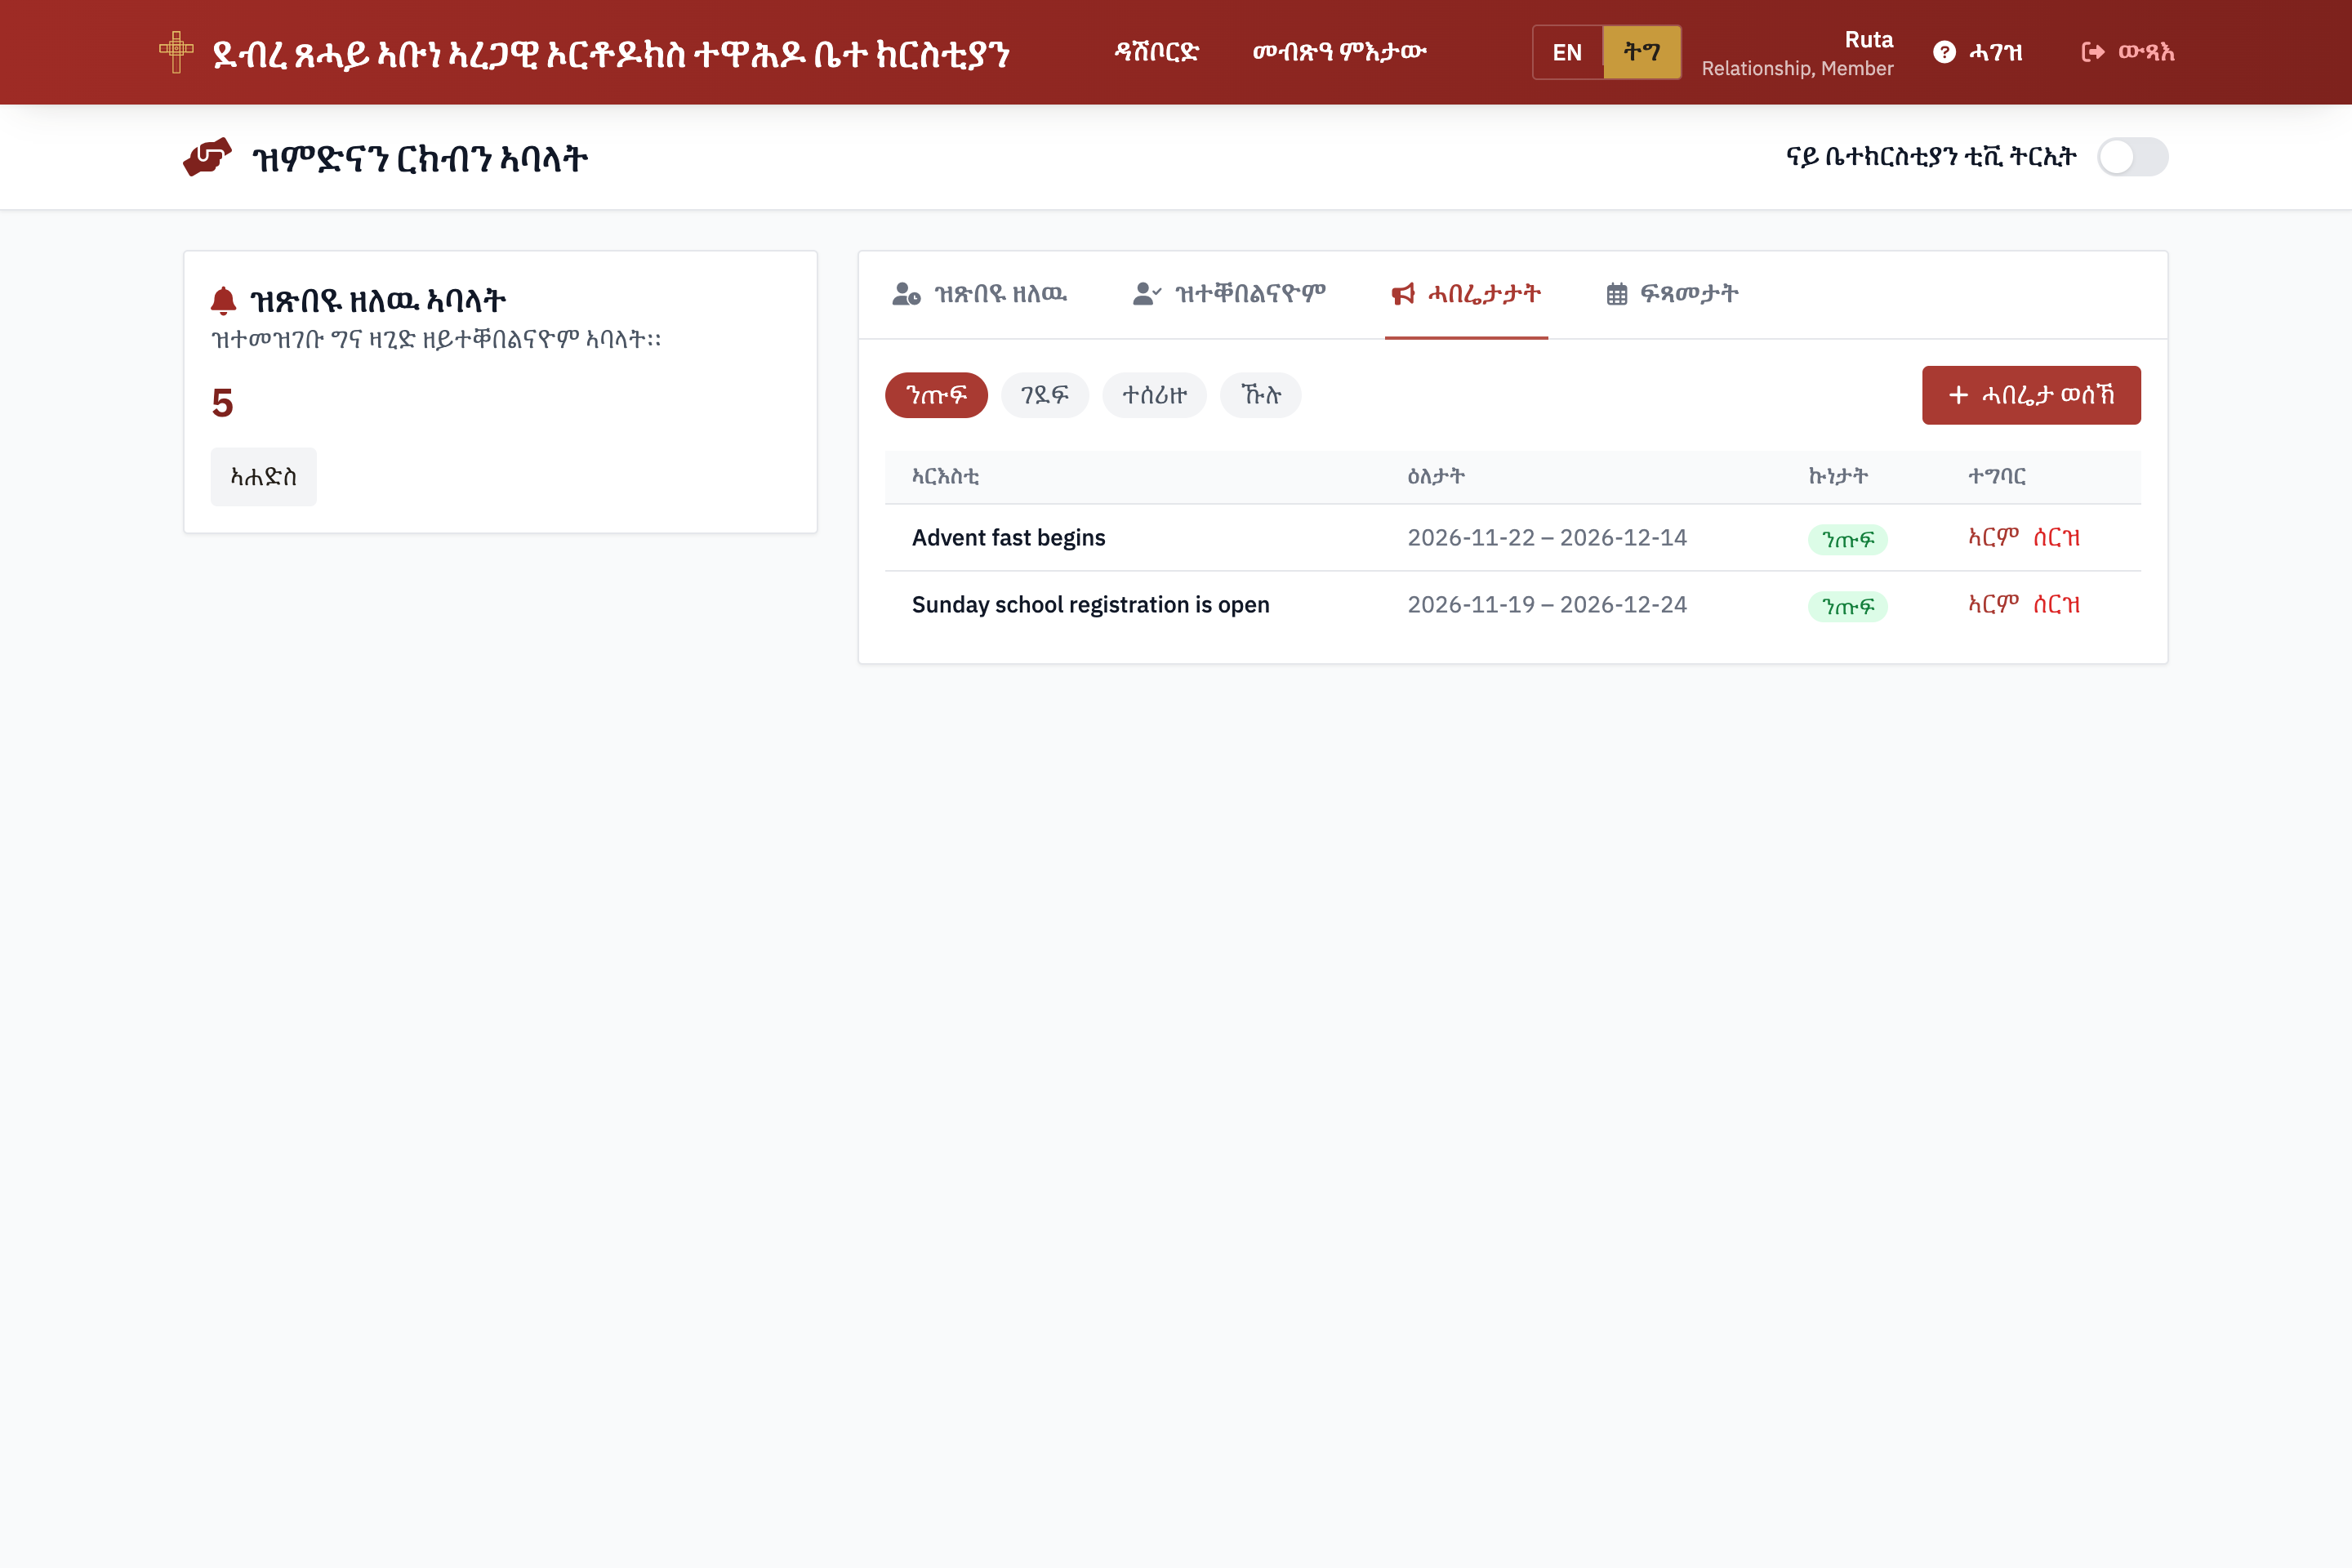 ደብረ ጸሓይ ኣቡነ ኣረጋዊ ኦርቶዶክስ ተዋሕዶ ቤተ ክርስቲያን
ዳሽቦርድ
መብጽዓ ምእታው
EN
ትግ
Ruta
Relationship, Member
ሓገዝ
ውጻእ
ዝምድናን ርክብን ኣባላት
ናይ ቤተክርስቲያን ቲቪ ትርኢት
ዝጽበዩ ዘለዉ ኣባላት
ዝተመዝገቡ ግና ዛጊድ ዘይተቐበልናዮም ኣባላት።
5
ኣሐድስ
ዝጽበዩ ዘለዉ
ዝተቐበልናዮም
ሓበሬታታት
ፍጻመታት
ንጡፍ
ገደፍ
ተሰሪዙ
ኹሉ
+ ሓበሬታ ወሰኽ
ኣርእስቲ
ዕለታት
ኩነታት
ተግባር
Advent fast begins
2026-11-22 – 2026-12-14
ንጡፍ
ኣርም
ሰርዝ
Sunday school registration is open
2026-11-19 – 2026-12-24
ንጡፍ
ኣርም
ሰርዝ